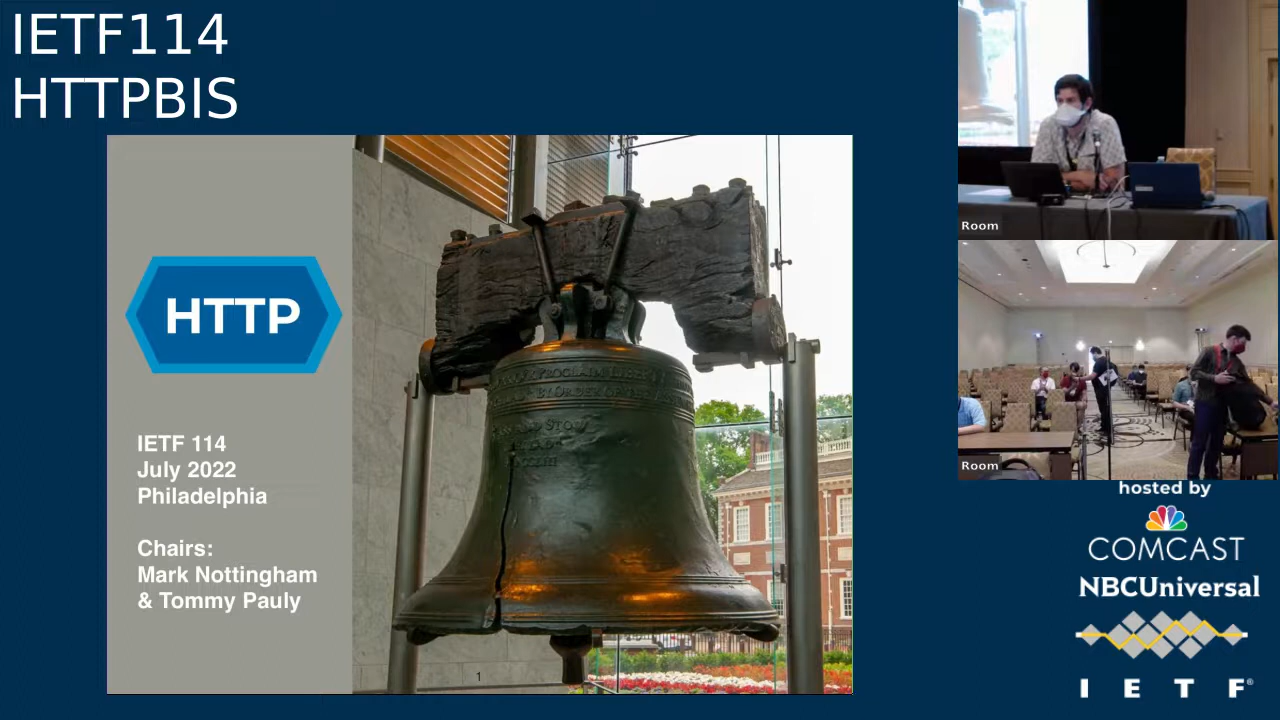 IETF114
HTTPBIS
HTTP
IETF 114
July 2022
Philadelphia
Chairs:
Mark Nottingham
& Tommy Pauly
1
Room
Room
hosted by
COMCAST
NBCUniversal
I E T F